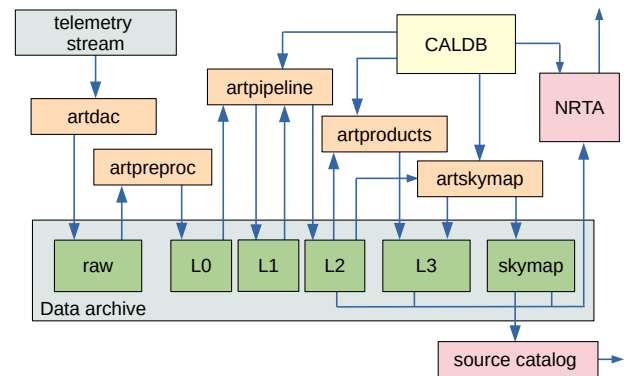 telemetry
stream
CALDB
artpipeline
NRTA
artdac
artproducts
artpreproc
artskymap
raw
L0
L1
L2
L3
skymap
Data archive
source catalog